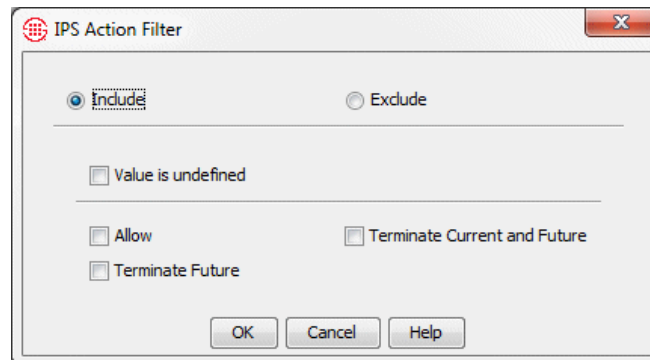 IPS Action Filter
Include Exclude
Value is undefined
Allow Terminate Current and Future
Terminate Future
OK Cancel Help